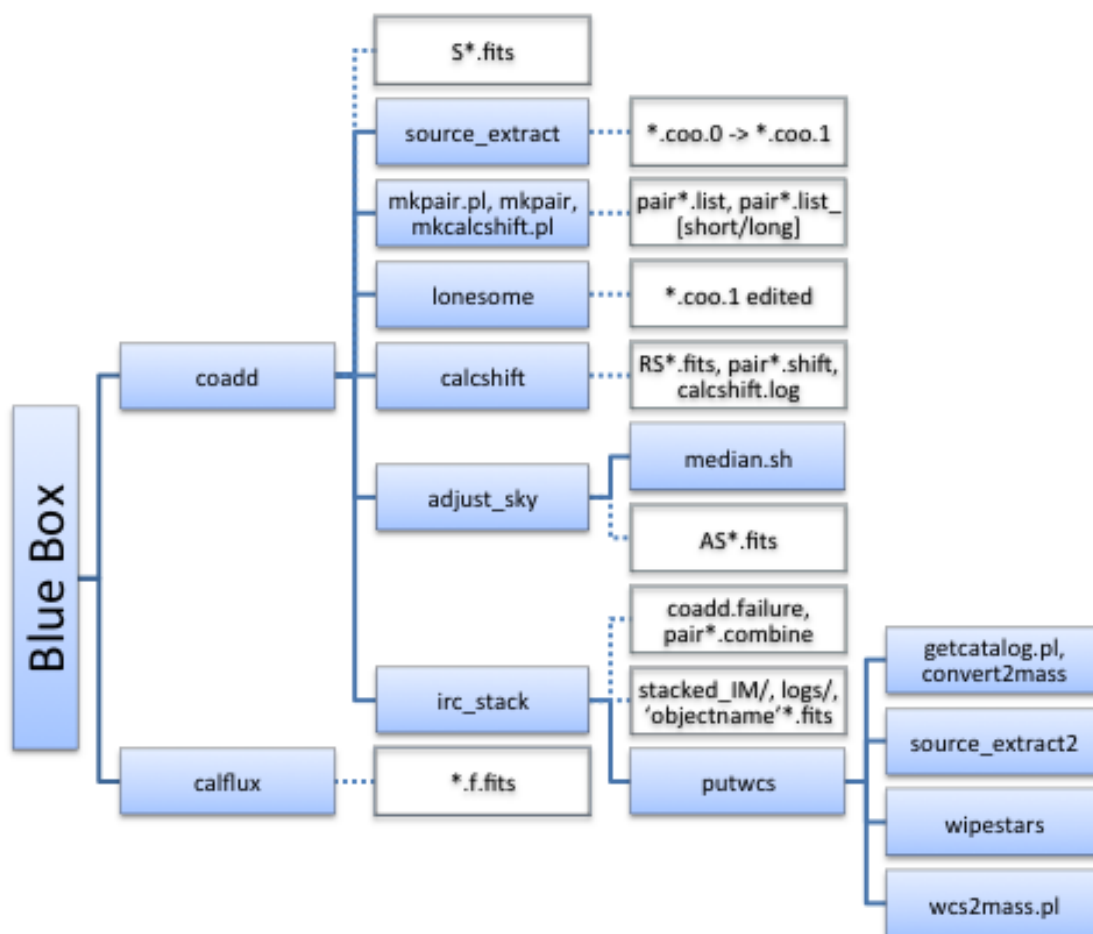 Blue Box
coadd
S*.fits
source_extract
*.coo.0 -> *.coo.1
mkpair.pl, mkpair,
mkcalcshift.pl
pair*.list, pair*.list_
[short/long]
lonesome
*.coo.1 edited
calcshift
RS*.fits, pair*.shift,
calcshift.log
adjust_sky
median.sh
AS*.fits
irc_stack
coadd.failure,
pair*.combine
stacked_IM/, logs/,
‘objectname‘*.fits
putwcs
getcatalog.pl,
convert2mass
source_extract2
wipestars
wcs2mass.pl
calflux
*.f.fits